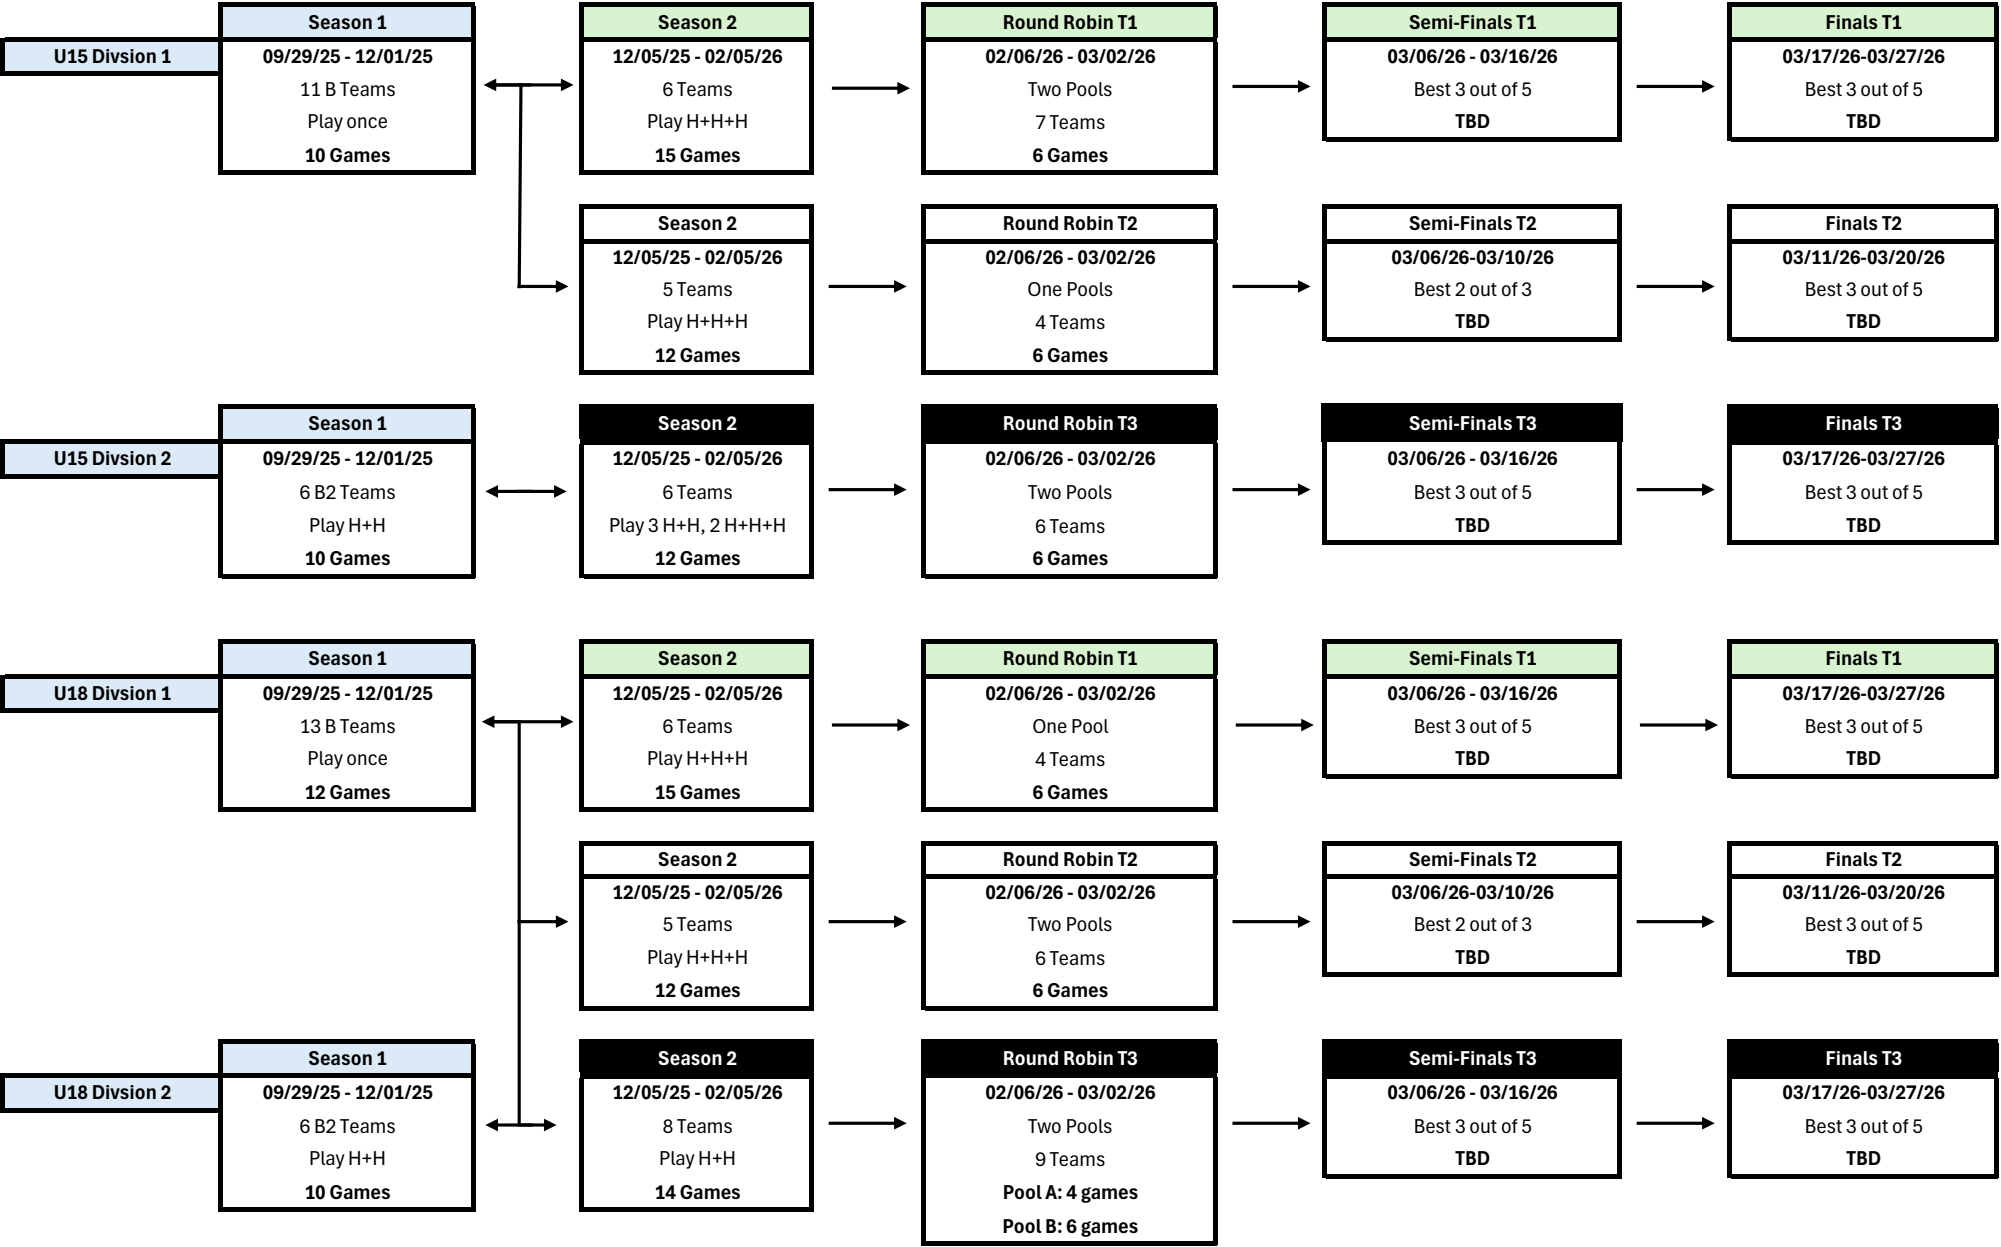 U15 Divsion 1
Season 1
09/29/25 - 12/01/25
11 B Teams
Play once
10 Games
Season 2
12/05/25 - 02/05/26
6 Teams
Play H+H+H
15 Games
Round Robin T1
02/06/26 - 03/02/26
Two Pools
7 Teams
6 Games
Semi-Finals T1
03/06/26 - 03/16/26
Best 3 out of 5
TBD
Finals T1
03/17/26-03/27/26
Best 3 out of 5
TBD
Season 2
12/05/25 - 02/05/26
5 Teams
Play H+H+H
12 Games
Round Robin T2
02/06/26 - 03/02/26
One Pools
4 Teams
6 Games
Semi-Finals T2
03/06/26-03/10/26
Best 2 out of 3
TBD
Finals T2
03/11/26-03/20/26
Best 3 out of 5
TBD
U15 Divsion 2
Season 1
09/29/25 - 12/01/25
6 B2 Teams
Play H+H
10 Games
Season 2
12/05/25 - 02/05/26
6 Teams
Play 3 H+H, 2 H+H+H
12 Games
Round Robin T3
02/06/26 - 03/02/26
Two Pools
6 Teams
6 Games
Semi-Finals T3
03/06/26 - 03/16/26
Best 3 out of 5
TBD
Finals T3
03/17/26-03/27/26
Best 3 out of 5
TBD
U18 Divsion 1
Season 1
09/29/25 - 12/01/25
13 B Teams
Play once
12 Games
Season 2
12/05/25 - 02/05/26
6 Teams
Play H+H+H
15 Games
Round Robin T1
02/06/26 - 03/02/26
One Pool
4 Teams
6 Games
Semi-Finals T1
03/06/26 - 03/16/26
Best 3 out of 5
TBD
Finals T1
03/17/26-03/27/26
Best 3 out of 5
TBD
Season 2
12/05/25 - 02/05/26
5 Teams
Play H+H+H
12 Games
Round Robin T2
02/06/26 - 03/02/26
Two Pools
6 Teams
6 Games
Semi-Finals T2
03/06/26-03/10/26
Best 2 out of 3
TBD
Finals T2
03/11/26-03/20/26
Best 3 out of 5
TBD
U18 Divsion 2
Season 1
09/29/25 - 12/01/25
6 B2 Teams
Play H+H
10 Games
Season 2
12/05/25 - 02/05/26
8 Teams
Play H+H
14 Games
Round Robin T3
02/06/26 - 03/02/26
Two Pools
9 Teams
Pool A: 4 games
Pool B: 6 games
Semi-Finals T3
03/06/26 - 03/16/26
Best 3 out of 5
TBD
Finals T3
03/17/26-03/27/26
Best 3 out of 5
TBD